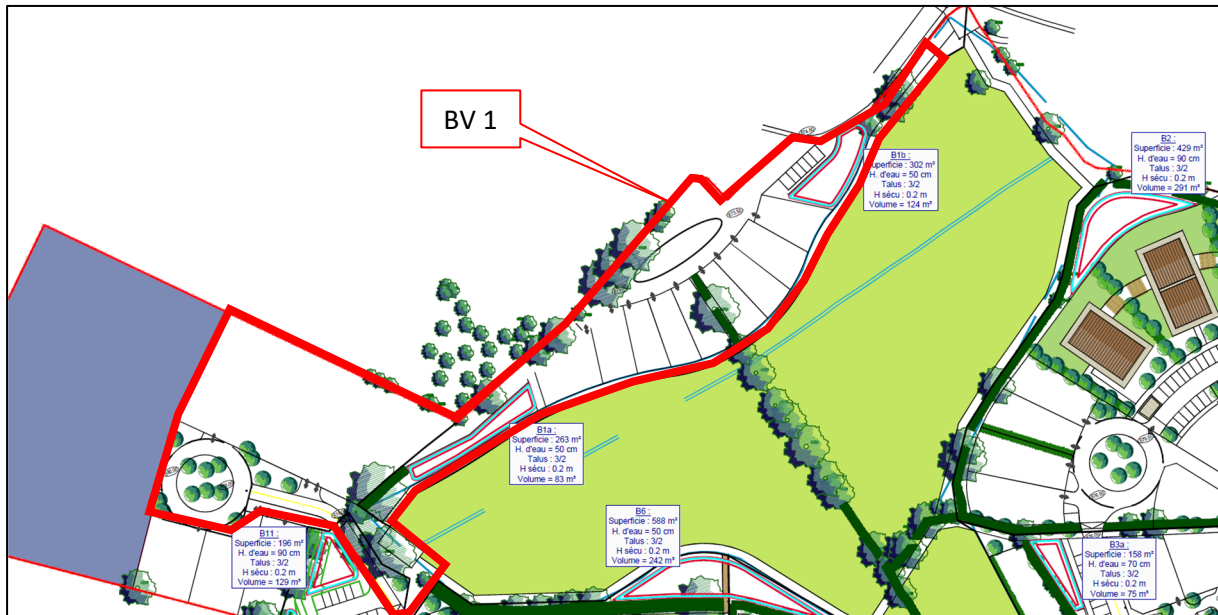 BV 1
B1b :
Superficie : 302 m²
H. d'eau = 50 cm
Talus : 3/2
H sécu : 0.2 m
Volume = 124 m³
B2 :
Superficie : 429 m²
H. d'eau = 90 cm
Talus : 3/2
H sécu : 0.2 m
Volume = 291 m³
B1a :
Superficie : 263 m²
H. d'eau = 50 cm
Talus : 3/2
H sécu : 0.2 m
Volume = 83 m³
B11 :
Superficie : 196 m²
H. d'eau = 90 cm
Talus : 3/2
H sécu : 0.2 m
Volume = 129 m³
B6 :
Superficie : 588 m²
H. d'eau = 50 cm
Talus : 3/2
H sécu : 0.2 m
Volume = 242 m³
B3a :
Superficie : 158 m²
H. d'eau = 70 cm
Talus : 3/2
H sécu : 0.2 m
Volume = 75 m³